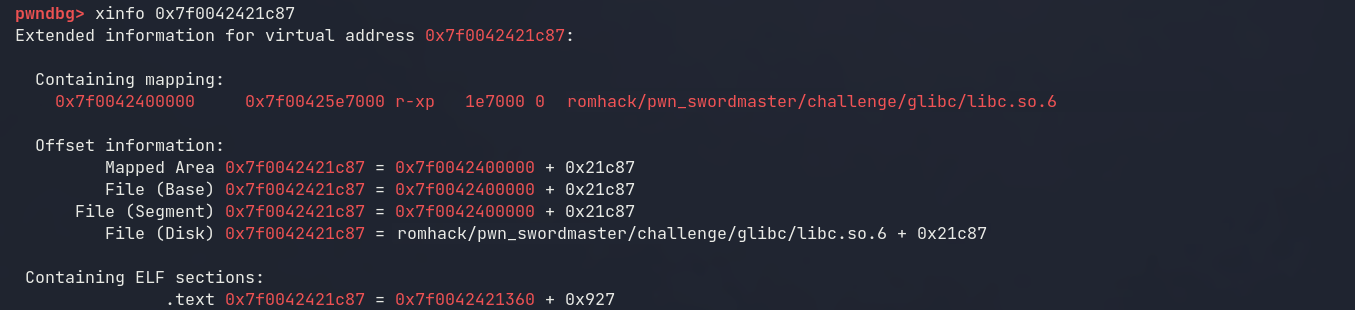 pwndbg> xinfo 0x7f0042421c87
Extended information for virtual address 0x7f0042421c87:
Containing mapping:
0x7f0042400000 0x7f00425e7000 r-xp 1e7000 0 romhack/pwn_swordmaster/challenge/glibc/libc.so.6
Offset information:
Mapped Area 0x7f0042421c87 = 0x7f0042400000 + 0x21c87
File (Base) 0x7f0042421c87 = 0x7f0042400000 + 0x21c87
File (Segment) 0x7f0042421c87 = 0x7f0042400000 + 0x21c87
File (Disk) 0x7f0042421c87 = romhack/pwn_swordmaster/challenge/glibc/libc.so.6 + 0x21c87
Containing ELF sections:
.text 0x7f0042421c87 = 0x7f0042421360 + 0x927